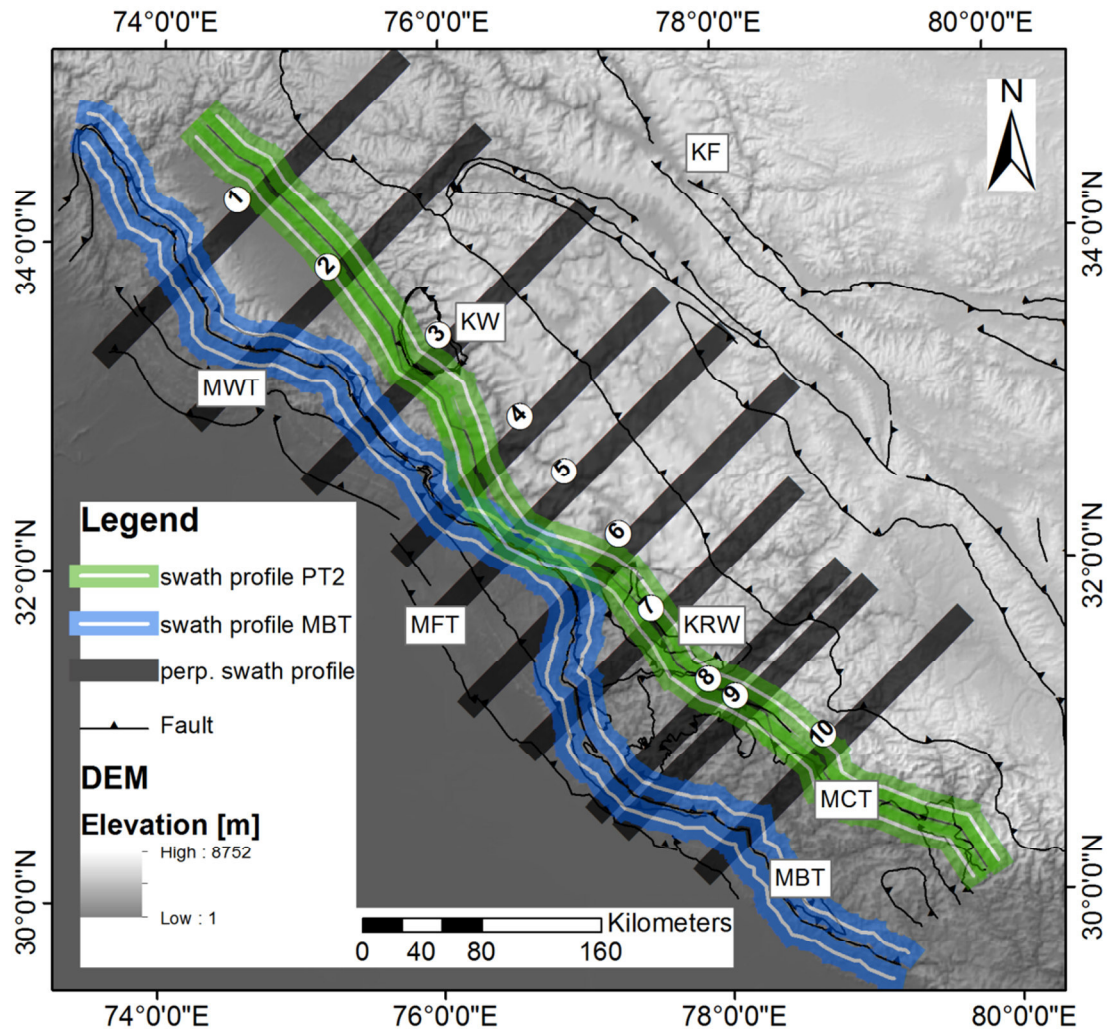 74°0'0"E 76°0'0"E 78°0'0"E 80°0'0"E
N
KF
34°0'0"N 34°0'0"N
1
2
3
KW
MWT
4
5
Legend
swath profile PT2
swath profile MBT
perp. swath profile
Fault
DEM
Elevation [m]
High : 8752
Low : 1
32°0'0"N 32°0'0"N
6
7
MFT
KRW
8
9
10
MCT
MBT
30°0'0"N 30°0'0"N
Kilometers
0 40 80 160
74°0'0"E 76°0'0"E 78°0'0"E 80°0'0"E